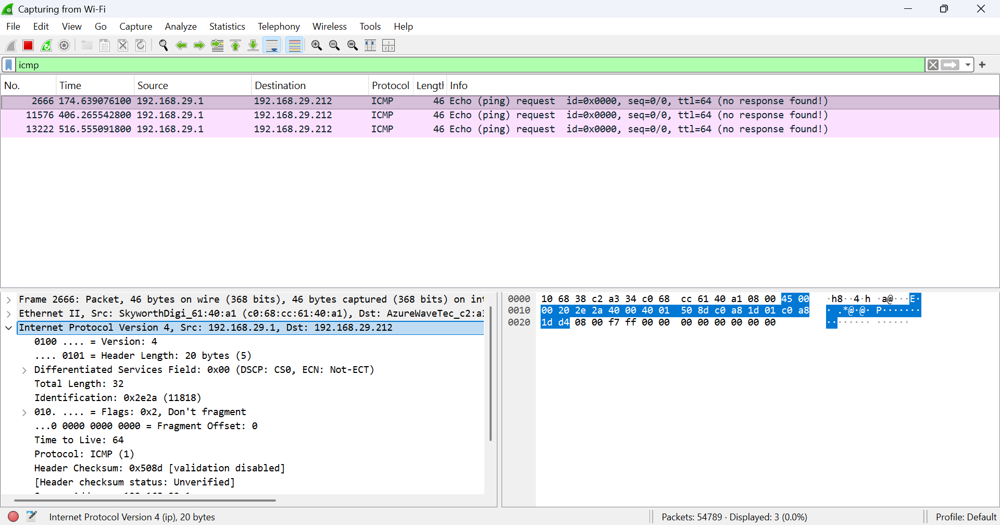 Capturing from Wi-Fi
File Edit View Go Capture Analyze Statistics Telephony Wireless Tools Help
icmp
No. Time Source Destination Protocol Lengtl Info
2666 174.639076100 192.168.29.1 192.168.29.212 ICMP 46 Echo (ping) request id=0x0000, seq=0/0, ttl=64 (no response found!)
11576 406.265542800 192.168.29.1 192.168.29.212 ICMP 46 Echo (ping) request id=0x0000, seq=0/0, ttl=64 (no response found!)
13222 516.555091800 192.168.29.1 192.168.29.212 ICMP 46 Echo (ping) request id=0x0000, seq=0/0, ttl=64 (no response found!)
Frame 2666: Packet, 46 bytes on wire (368 bits), 46 bytes captured (368 bits) on int
Ethernet II, Src: SkyworthDigi_61:40:a1 (c0:68:cc:61:40:a1), Dst: AzureWaveTec_c2:a3
Internet Protocol Version 4, Src: 192.168.29.1, Dst: 192.168.29.212
0100 .... = Version: 4
.... 0101 = Header Length: 20 bytes (5)
Differentiated Services Field: 0x00 (DSCP: CS0, ECN: Not-ECT)
Total Length: 32
Identification: 0x2e2a (11818)
010. .... = Flags: 0x2, Don't fragment
...0 0000 0000 0000 = Fragment Offset: 0
Time to Live: 64
Protocol: ICMP (1)
Header Checksum: 0x508d [validation disabled]
[Header checksum status: Unverified]
0000 10 68 38 c2 a3 34 c0 68 cc 61 40 a1 08 00 45 00 ·h8··4·h ·a@···E·
0010 00 20 2e 2a 40 00 40 01 50 8d c0 a8 1d 01 c0 a8 · .*@·@· P·······
0020 1d d4 08 00 f7 ff 00 00 00 00 00 00 00 00 ········ ······
Internet Protocol Version 4 (ip), 20 bytes
Packets: 54789 · Displayed: 3 (0.0%)
Profile: Default